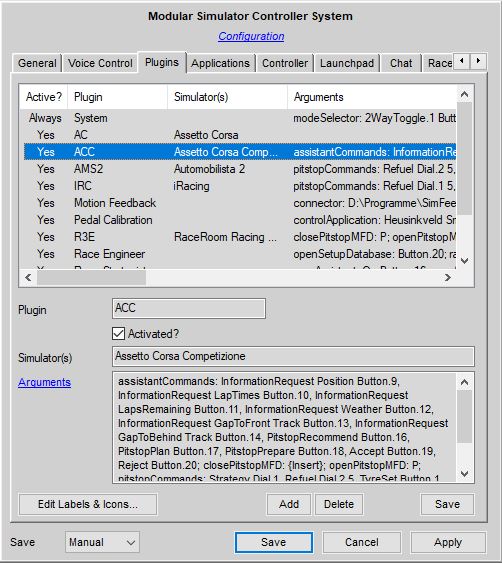 Modular Simulator Controller System
Configuration
General Voice Control Plugins Applications Controller Launchpad Chat Race
Active? Plugin Simulator(s) Arguments
Always System modeSelector: 2WayToggle.1 Butt
Yes AC Assetto Corsa
Yes ACC Assetto Corsa Comp... assistantCommands: InformationRe
Yes AMS2 Automobilista 2 pitstopCommands: Refuel Dial.2 5,
Yes IRC iRacing pitstopCommands: Refuel Dial.1 5,
Yes Motion Feedback connector: D:\Programme\SimFee
Yes Pedal Calibration controlApplication: Heusinkveld Sm
Yes R3E RaceRoom Racing ... closePitstopMFD: P; openPitstopM
Yes Race Engineer openSetupDatabase: Button.20; ra
Plugin ACC
Activated?
Simulator(s) Assetto Corsa Competizione
Arguments
assistantCommands: InformationRequest Position Button.9,
InformationRequest LapTimes Button.10, InformationRequest
LapsRemaining Button.11, InformationRequest Weather Button.12,
InformationRequest GapToFront Track Button.13, InformationRequest
GapToBehind Track Button.14, PitstopRecommend Button.16,
PitstopPlan Button.17, PitstopPrepare Button.18, Accept Button.19,
Reject Button.20; closePitstopMFD: {Insert}; openPitstopMFD: P;
pitstopCommands: Strategy Dial.1, Refuel Dial.2 5, TyreSet Button.1
Edit Labels & Icons... Add Delete Save
Save Manual Save Cancel Apply